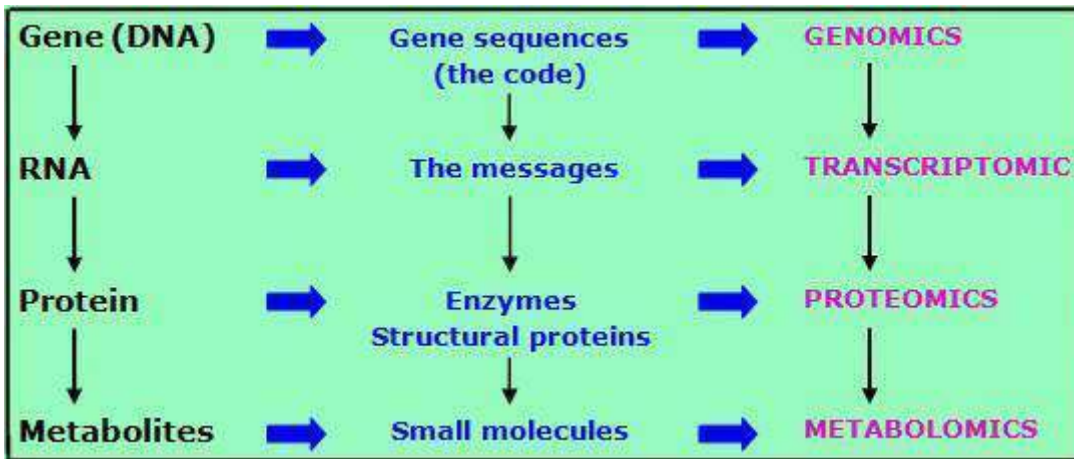 Gene (DNA) Gene sequences GENOMICS
(the code)
RNA The messages TRANSCRIPTOMIC
Protein Enzymes PROTEOMICS
Structural proteins
Metabolites Small molecules METABOLOMICS